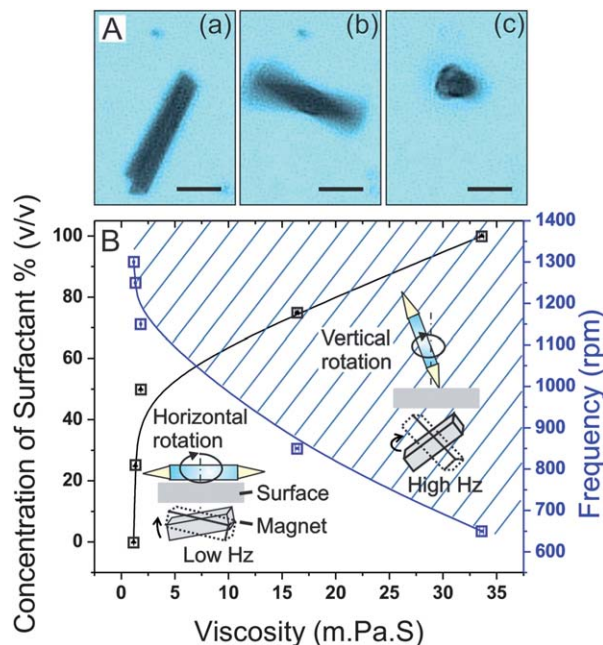 A
(a)
(b)
(c)
B
Concentration of Surfactant % (v/v)
100
80
60
40
20
0
1400
1300
1200
1100
1000
900
800
700
600
Frequency (rpm)
Vertical
rotation
High Hz
Horizontal
rotation
Surface
Magnet
Low Hz
0 5 10 15 20 25 30 35
Viscosity (m.Pa.S)